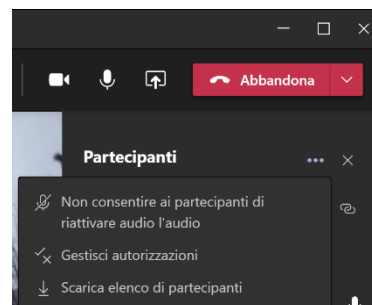 Abbandona
Partecipanti
Non consentire ai partecipanti di
riattivare audio l'audio
Gestisci autorizzazioni
Scarica elenco di partecipanti